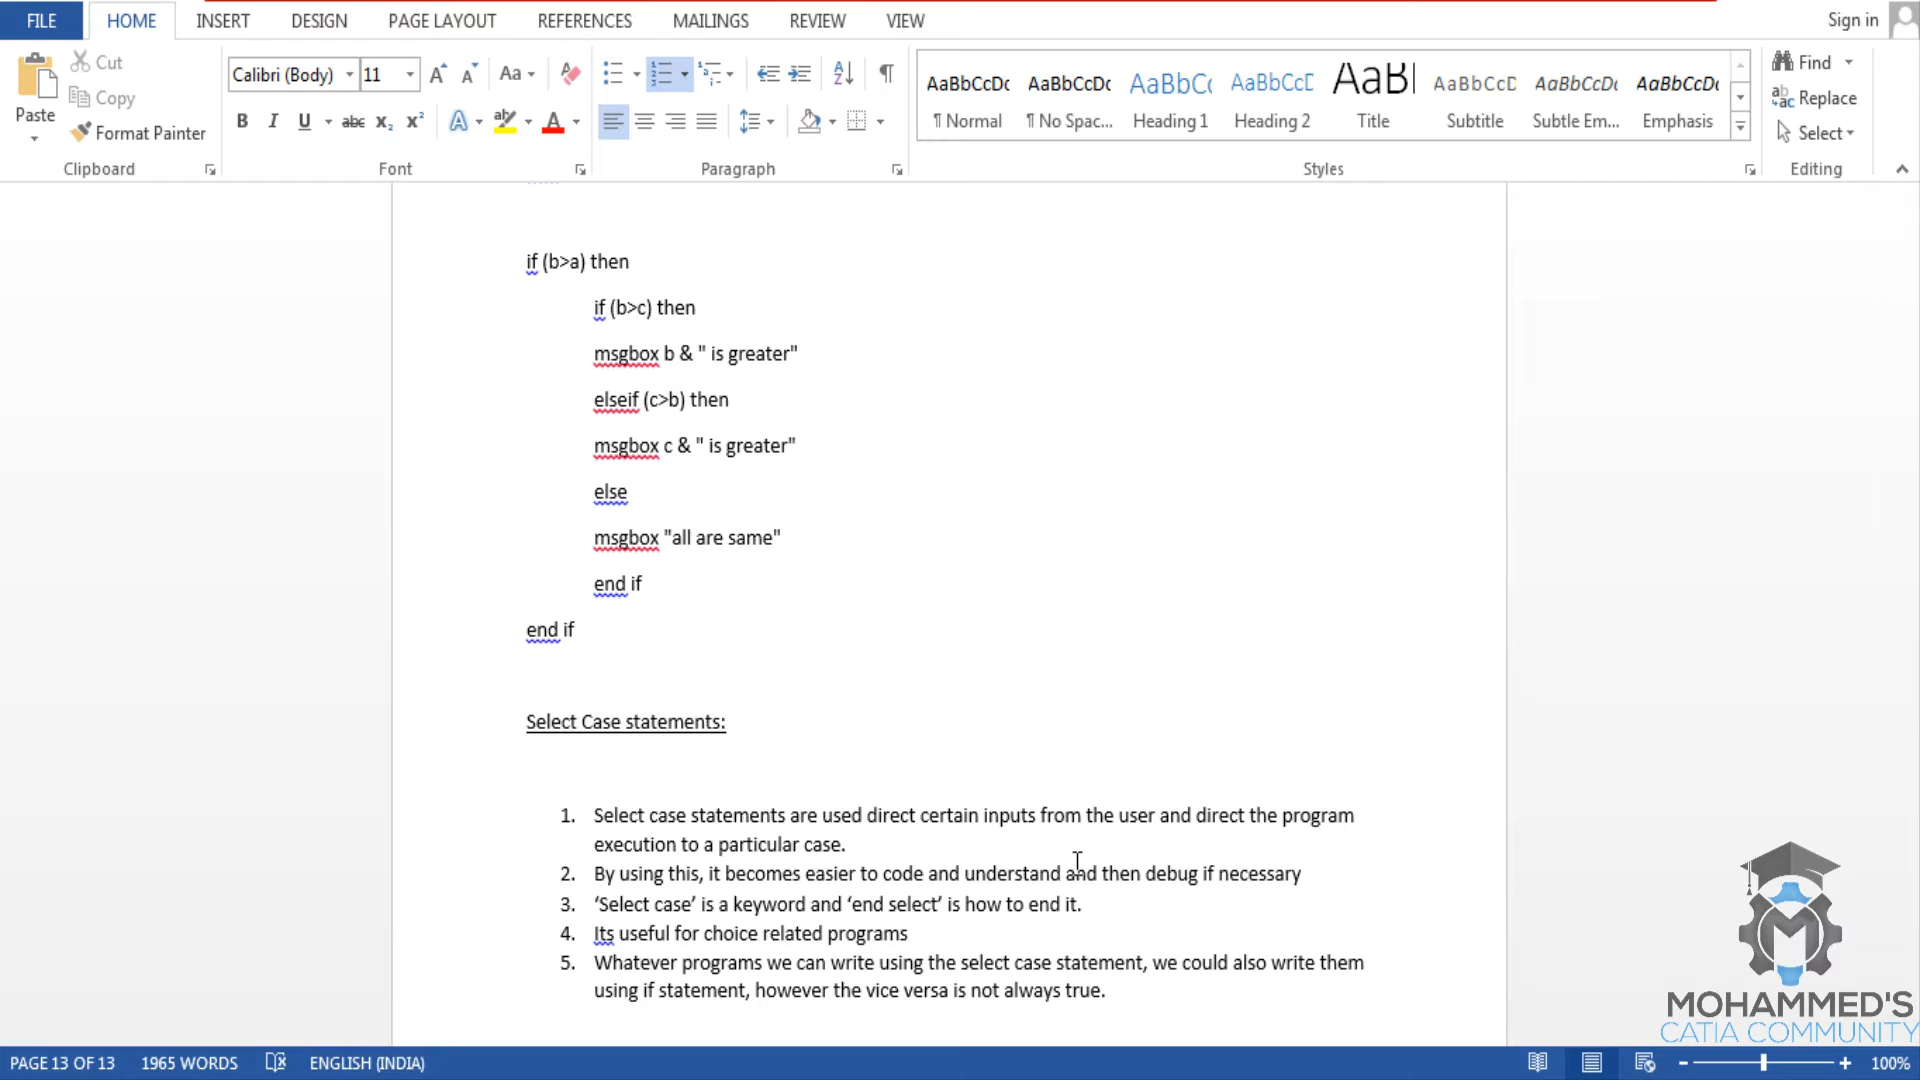 FILE HOME INSERT DESIGN PAGE LAYOUT REFERENCES MAILINGS REVIEW VIEW Sign in
Paste
Cut
Copy
Format Painter
Clipboard
Calibri (Body) 11
Font
Paragraph
AaBbCcDc AaBbCcDc AaBbCc AaBbCcD AaB AaBbCcD AaBbCcDc AaBbCcDc
¶ Normal ¶ No Spac... Heading 1 Heading 2 Title Subtitle Subtle Em... Emphasis
Styles
Find
Replace
Select
Editing
if (b>a) then
if (b>c) then
msgbox b & " is greater"
elseif (c>b) then
msgbox c & " is greater"
else
msgbox "all are same"
end if
end if
Select Case statements:
1. Select case statements are used direct certain inputs from the user and direct the program
execution to a particular case.
2. By using this, it becomes easier to code and understand and then debug if necessary
3. ‘Select case’ is a keyword and ‘end select’ is how to end it.
4. Its useful for choice related programs
5. Whatever programs we can write using the select case statement, we could also write them
using if statement, however the vice versa is not always true.
MOHAMMED'S
CATIA COMMUNITY
PAGE 13 OF 13 1965 WORDS ENGLISH (INDIA) 100%